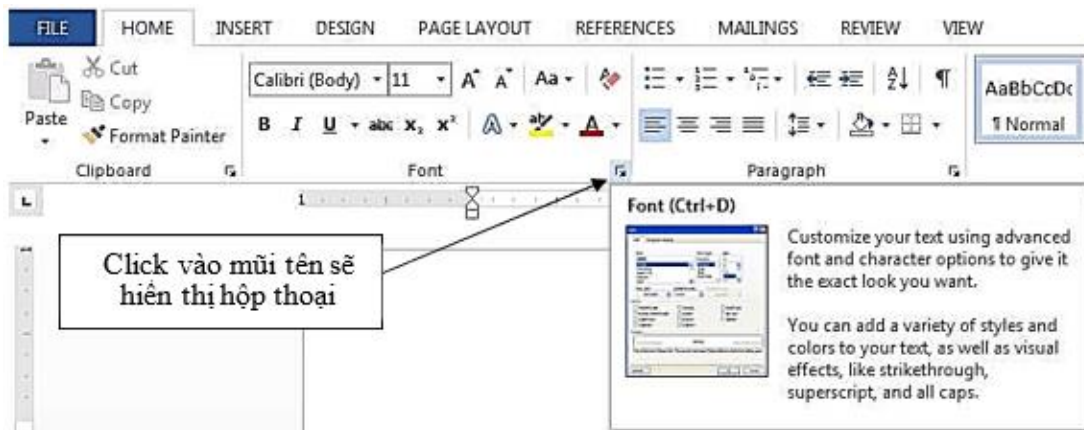 FILE HOME INSERT DESIGN PAGE LAYOUT REFERENCES MAILINGS REVIEW VIEW
Cut
Copy
Format Painter
Paste
Calibri (Body) 11 A A Aa
B I U abc X₂ X² A ab A
AaBbCcDc
¶ Normal
Clipboard Font Paragraph
L
1
Click vào mũi tên sẽ
hiển thị hộp thoại
Font (Ctrl+D)
Customize your text using advanced
font and character options to give it
the exact look you want.
You can add a variety of styles and
colors to your text, as well as visual
effects, like strikethrough,
superscript, and all caps.